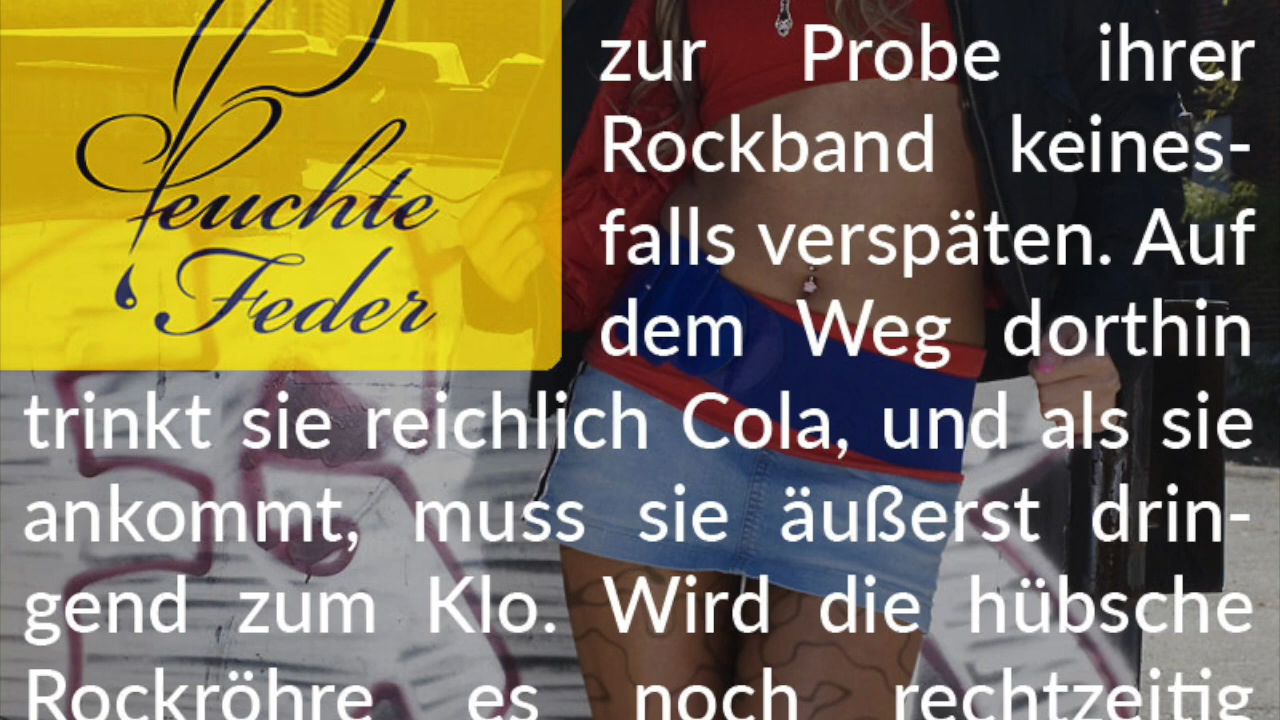 feuchte
Feder
zur Probe ihrer
Rockband keines-
falls verspäten. Auf
dem Weg dorthin
trinkt sie reichlich Cola, und als sie
ankommt, muss sie äußerst drin-
gend zum Klo. Wird die hübsche
Rockröhre es noch rechtzeitig